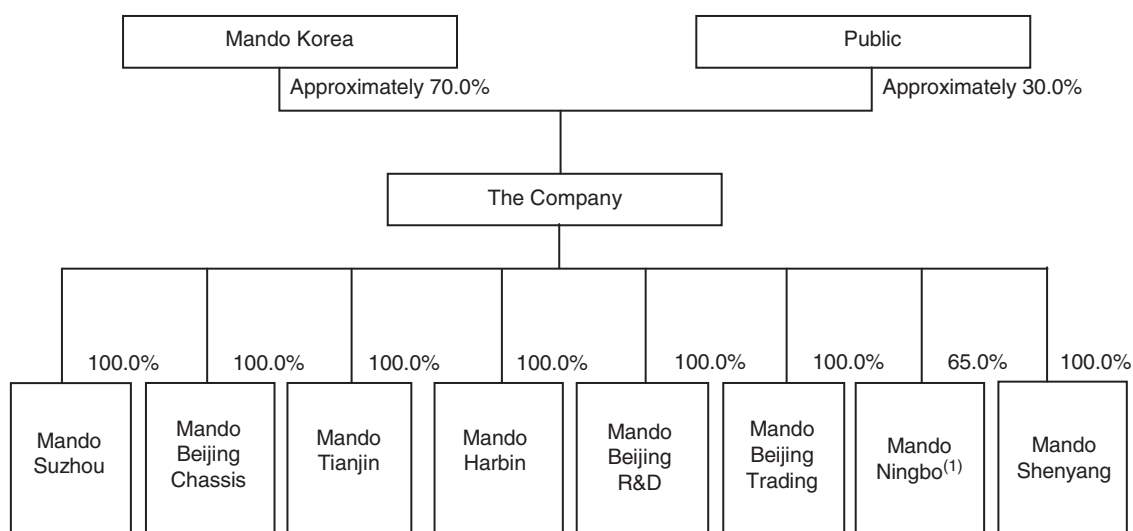 Mando Korea
Public
Approximately 70.0%
Approximately 30.0%
The Company
100.0%
100.0%
100.0%
100.0%
100.0%
100.0%
65.0%
100.0%
Mando
Suzhou
Mando
Beijing
Chassis
Mando
Tianjin
Mando
Harbin
Mando
Beijing
R&D
Mando
Beijing
Trading
Mando
Ningbo(1)
Mando
Shenyang